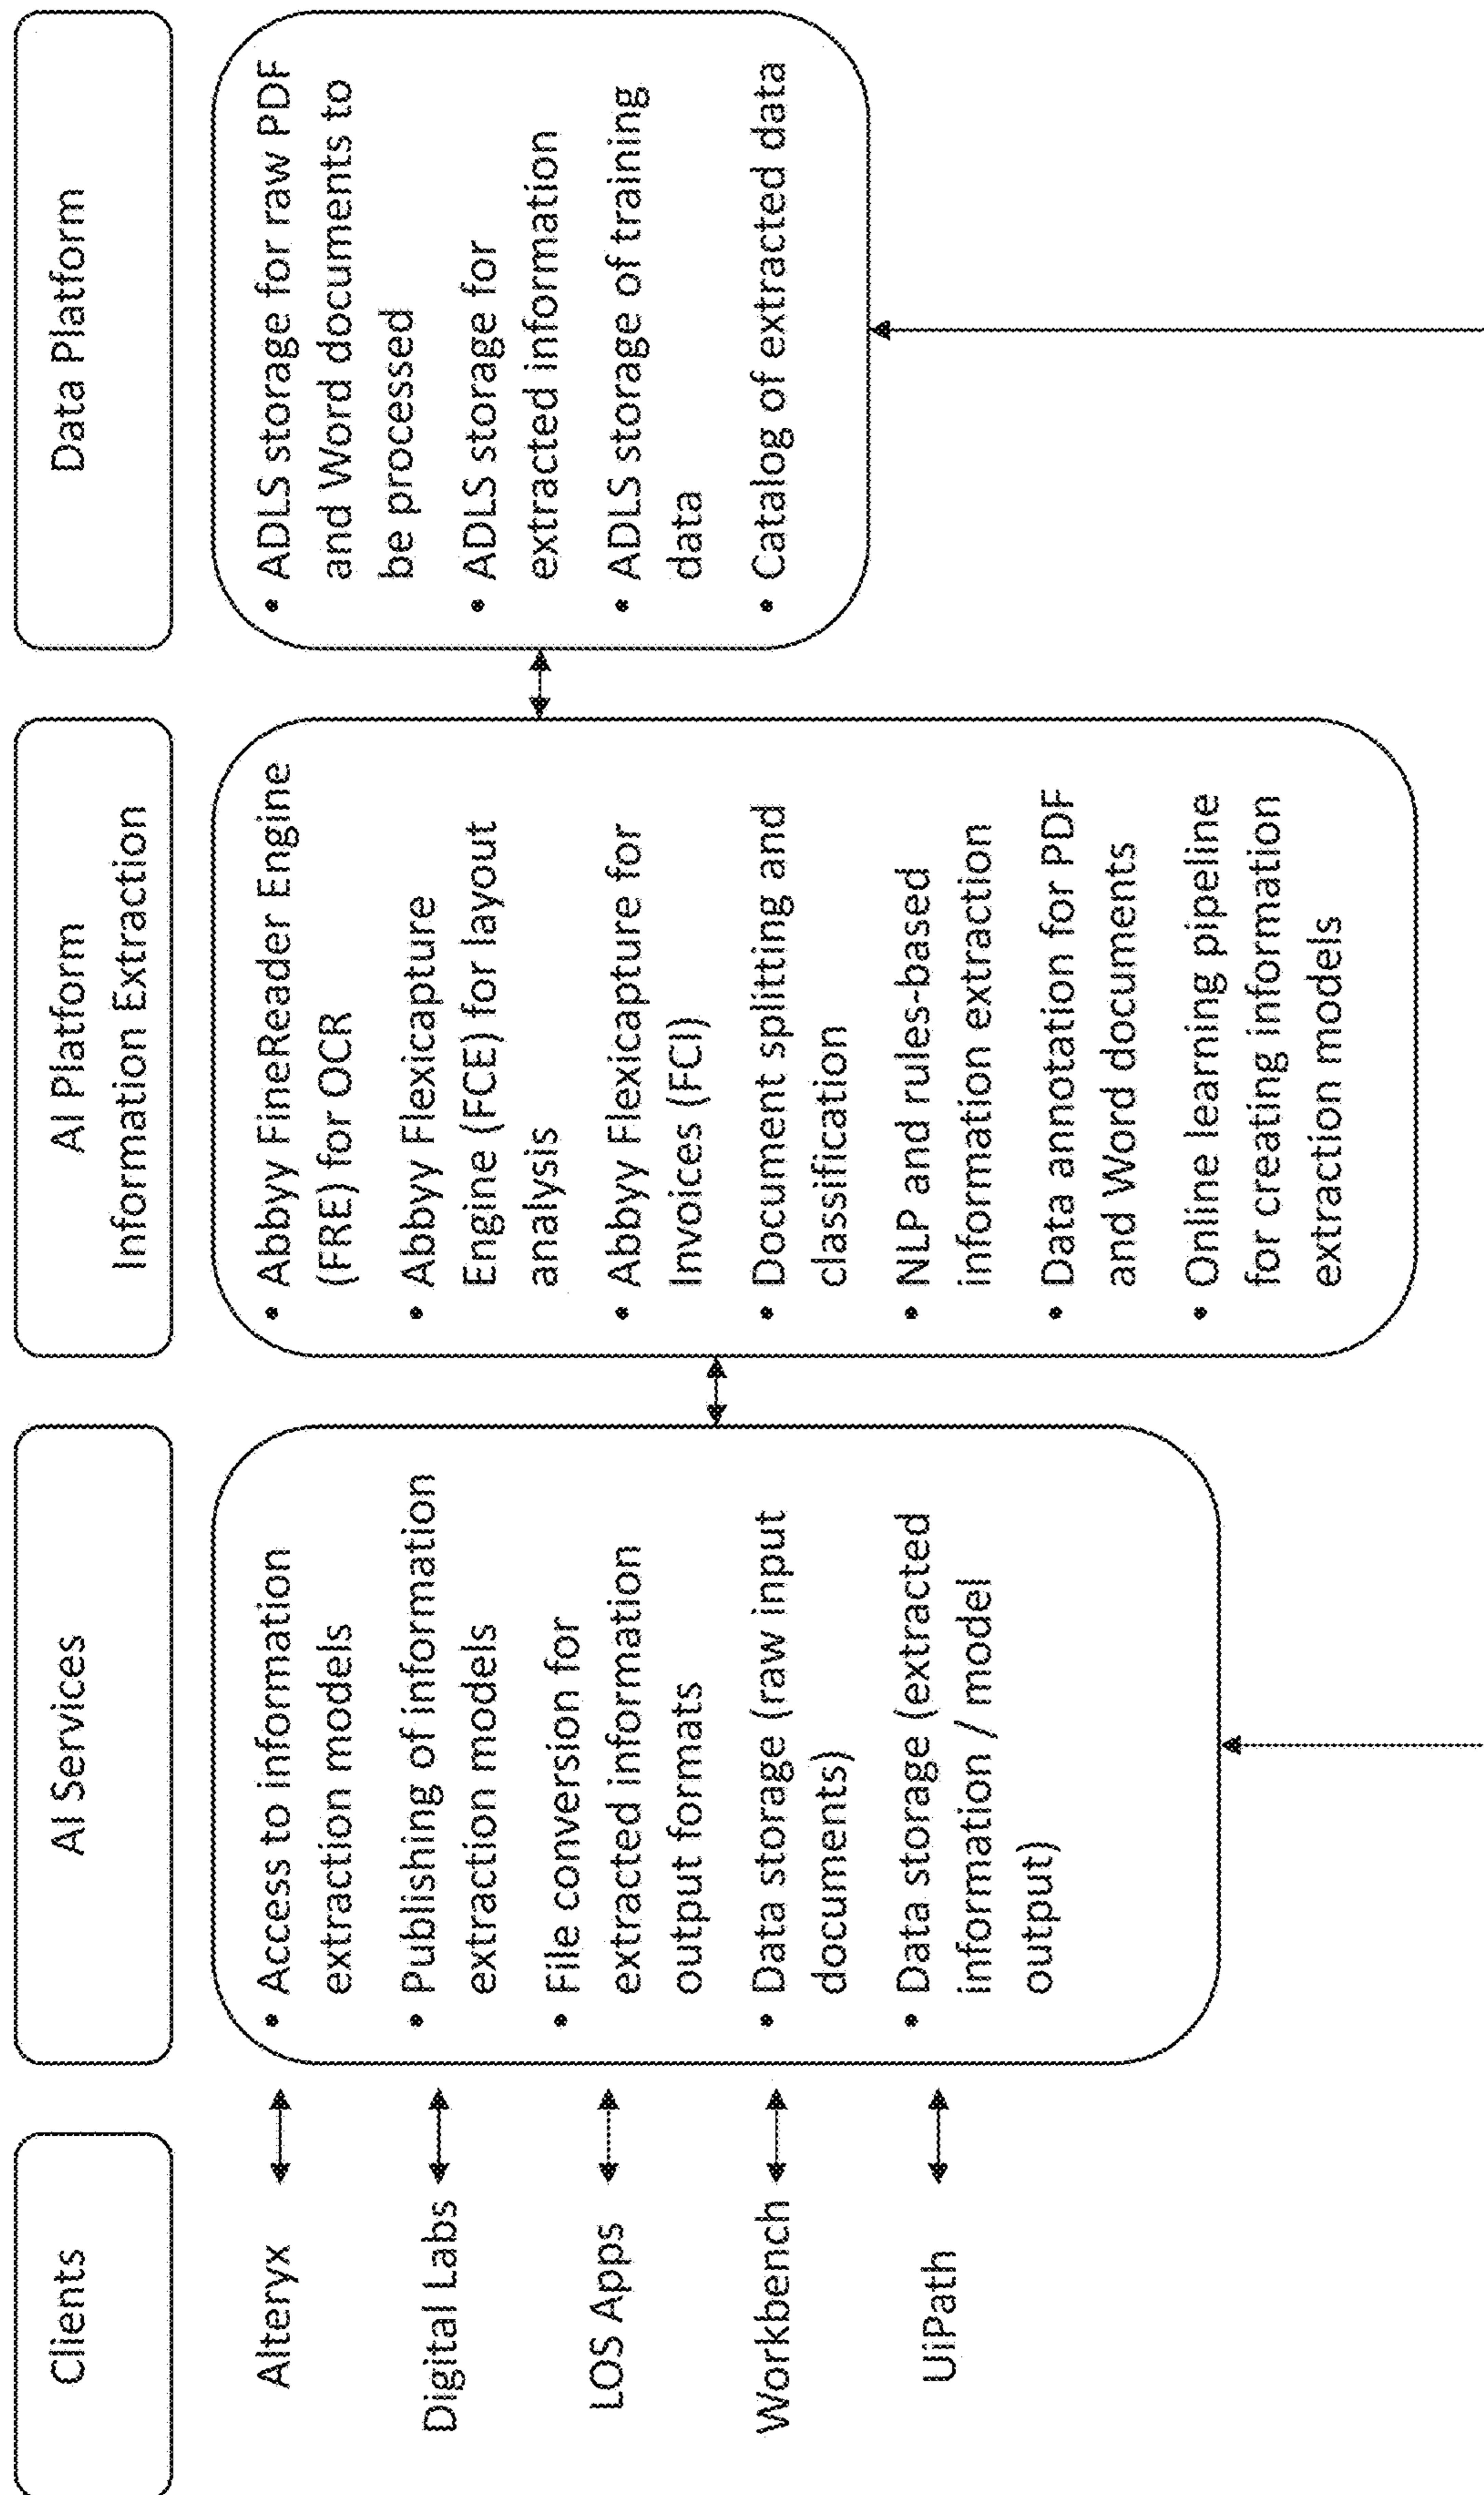 Clients
Alteryx
Digital Labs
LOS Apps
Workbench
UiPath
AI Services
• Access to information
extraction models
• Publishing of information
extraction models
• File conversion for
extracted information
output formats
• Data storage (raw input
documents)
• Data storage (extracted
information / model
output)
AI Platform
Information Extraction
• Abbyy FineReader Engine
(FRE) for OCR
• Abbyy Flexicapture
Engine (FCE) for layout
analysis
• Abbyy Flexicapture for
Invoices (FCI)
• Document splitting and
classification
• NLP and rules-based
information extraction
• Data annotation for PDF
and Word documents
• Online learning pipeline
for creating information
extraction models
Data Platform
• ADLS storage for raw PDF
and Word documents to
be processed
• ADLS storage for
extracted information
• ADLS storage of training
data
• Catalog of extracted data